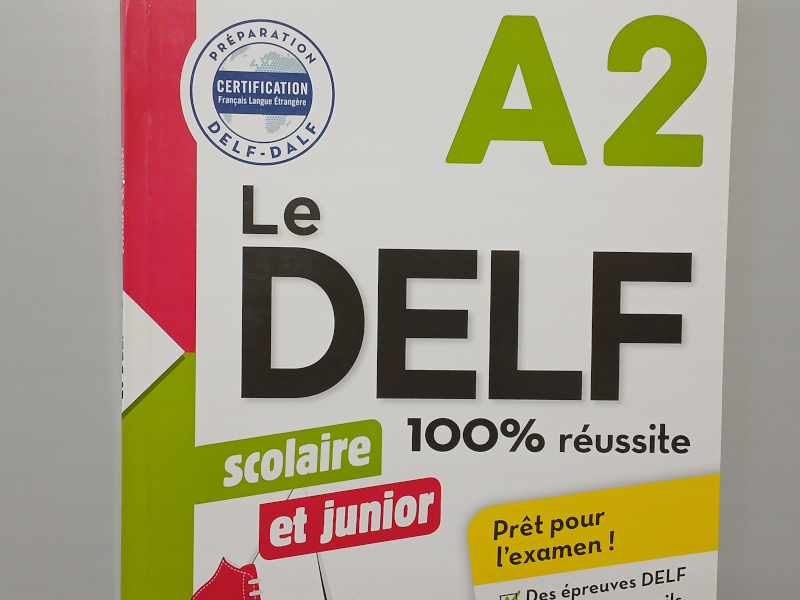 PRÉPARATION
CERTIFICATION
Français Langue Étrangère
DELF-DALF
A2
Le
DELF
100% réussite
scolaire
et junior
Prêt pour
l'examen !
Des épreuves DELF